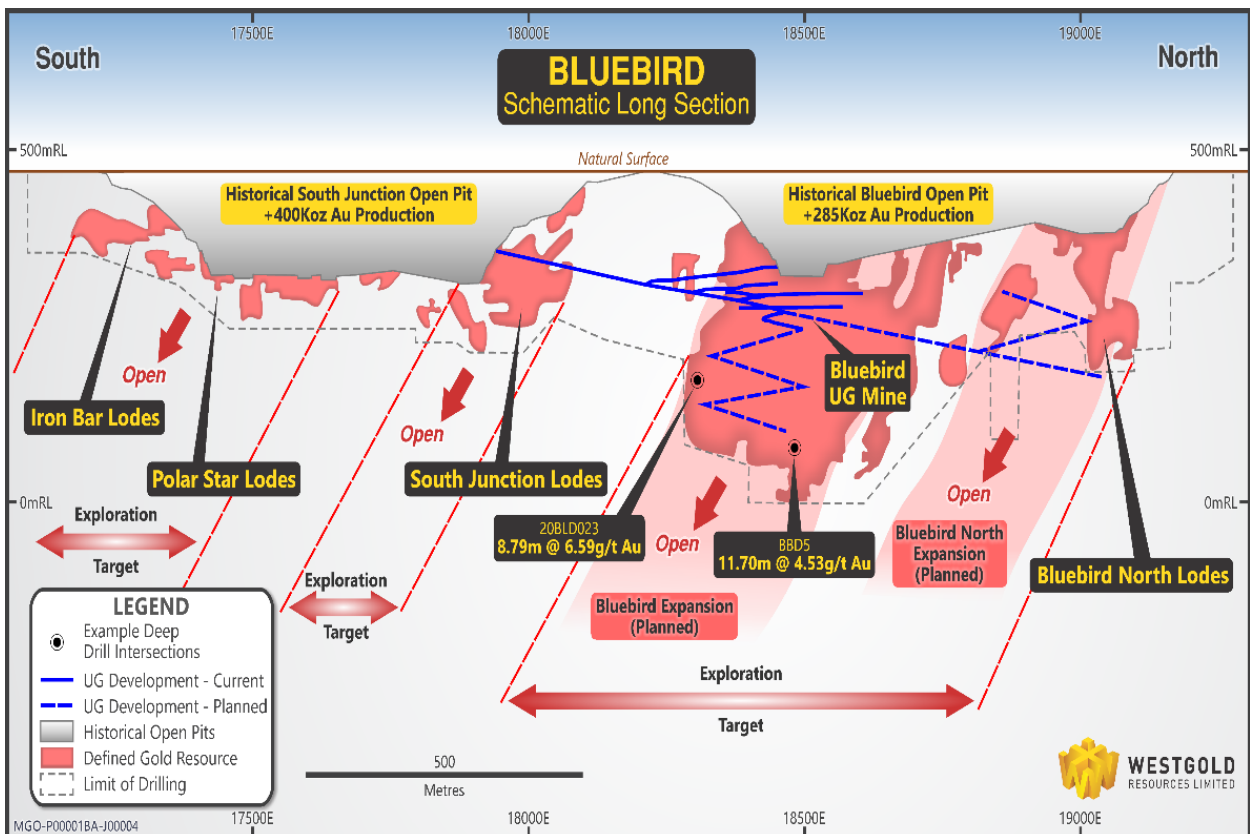 17500E
18000E
18500E
19000E
South
BLUEBIRD
Schematic Long Section
North
500mRL
500mRL
Natural Surface
Historical South Junction Open Pit
+400Koz Au Production
Historical Bluebird Open Pit
+285Koz Au Production
Open
Iron Bar Lodes
Polar Star Lodes
Open
South Junction Lodes
Bluebird
UG Mine
Open
Open
Bluebird North Lodes
0mRL
0mRL
20BLD023
8.79m @ 6.59g/t Au
BBD5
11.70m @ 4.53g/t Au
Bluebird North
Expansion
(Planned)
Bluebird Expansion
(Planned)
Exploration
Target
Exploration
Target
Exploration
Target
LEGEND
Example Deep
Drill Intersections
UG Development - Current
UG Development - Planned
Historical Open Pits
Defined Gold Resource
Limit of Drilling
500
Metres
WESTGOLD
RESOURCES LIMITED
MGO-P00001BA-J00004
17500E
18000E
18500E
19000E